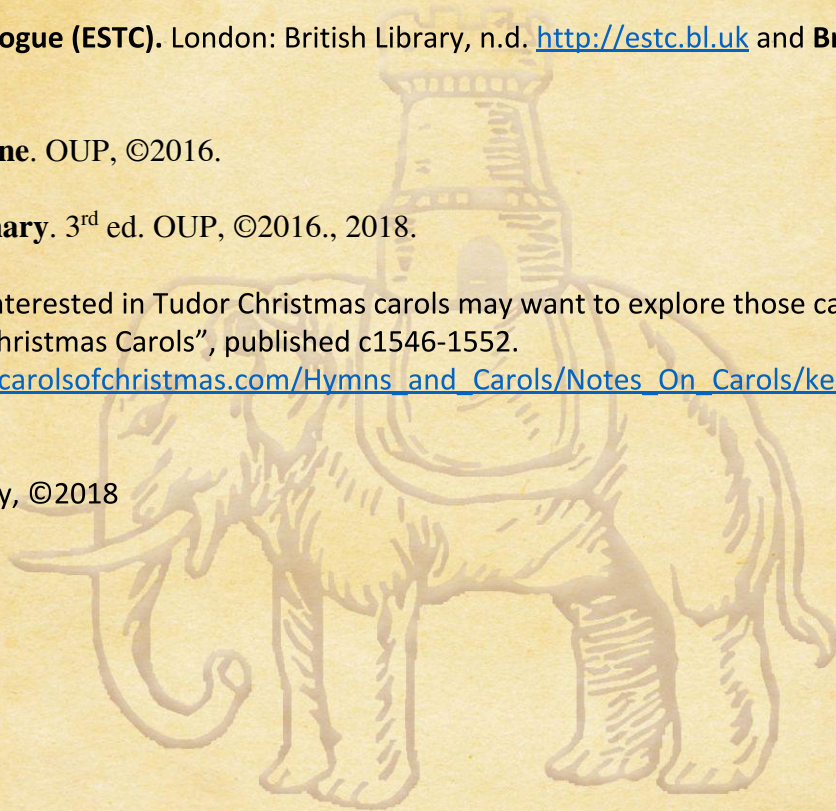 ogue (ESTC). London: British Library, n.d. http://estc.bl.uk and Br
ne. OUP, ©2016.
nary. 3rd ed. OUP, ©2016., 2018.
nterested in Tudor Christmas carols may want to explore those ca
hristmas Carols”, published c1546-1552.
carolsofchristmas.com/Hymns_and_Carols/Notes_On_Carols/ke
y, ©2018